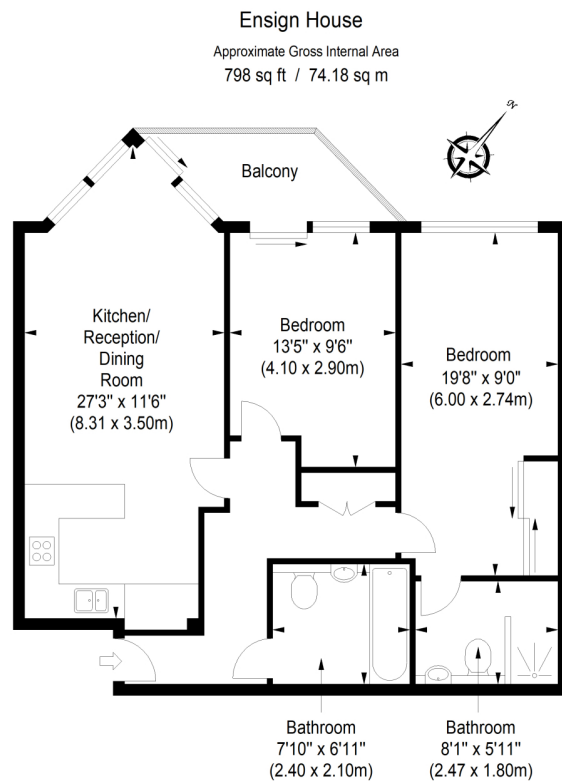 Ensign House
Approximate Gross Internal Area
798 sq ft / 74.18 sq m
N
Balcony
Kitchen/
Reception/
Dining
Room
27'3" x 11'6"
(8.31 x 3.50m)
Bedroom
13'5" x 9'6"
(4.10 x 2.90m)
Bedroom
19'8" x 9'0"
(6.00 x 2.74m)
Bathroom
7'10" x 6'11"
(2.40 x 2.10m)
Bathroom
8'1" x 5'11"
(2.47 x 1.80m)